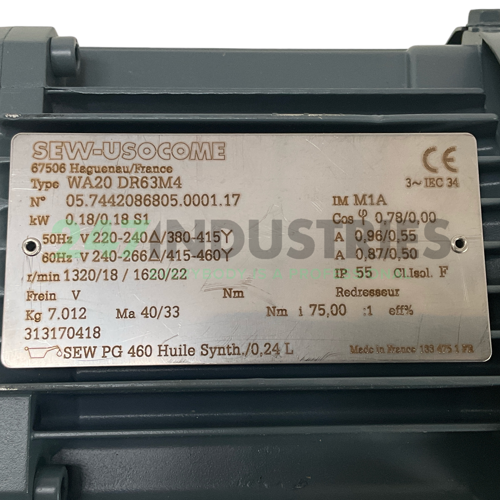 SEW-USOCOME
67506 Haguenau/France
CE
Type WA20 DR63M4
3~IEC 34
N° 05.7442086805.0001.17
IM M1A
kW 0.18/0.18 S1
Cos φ 0,78/0,00
50Hz V 220-240Δ/380-415Y
A 0,96/0,55
60Hz V 240-266Δ/415-460Y
A 0,87/0,50
r/min 1320/18 / 1620/22
IP 55 Cl.Isol. F
Frein V Nm Redresseur
Kg 7.012 Ma 40/33 Nm i 75,00 :1 eff%
313170418
SEW PG 460 Huile Synth./0,24 L
Made in France
INDUSTRIES